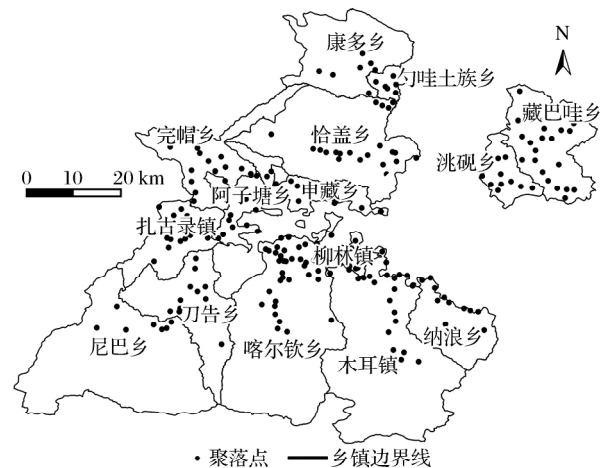 康多乡
N
勺哇土族乡
藏巴哇乡
完帽乡
恰盖乡
洮砚乡
0 10 20 km
阿子塘乡
申藏乡
扎古录镇
柳林镇
刀告乡
纳浪乡
尼巴乡
喀尔钦乡
木耳镇
聚落点 乡镇边界线